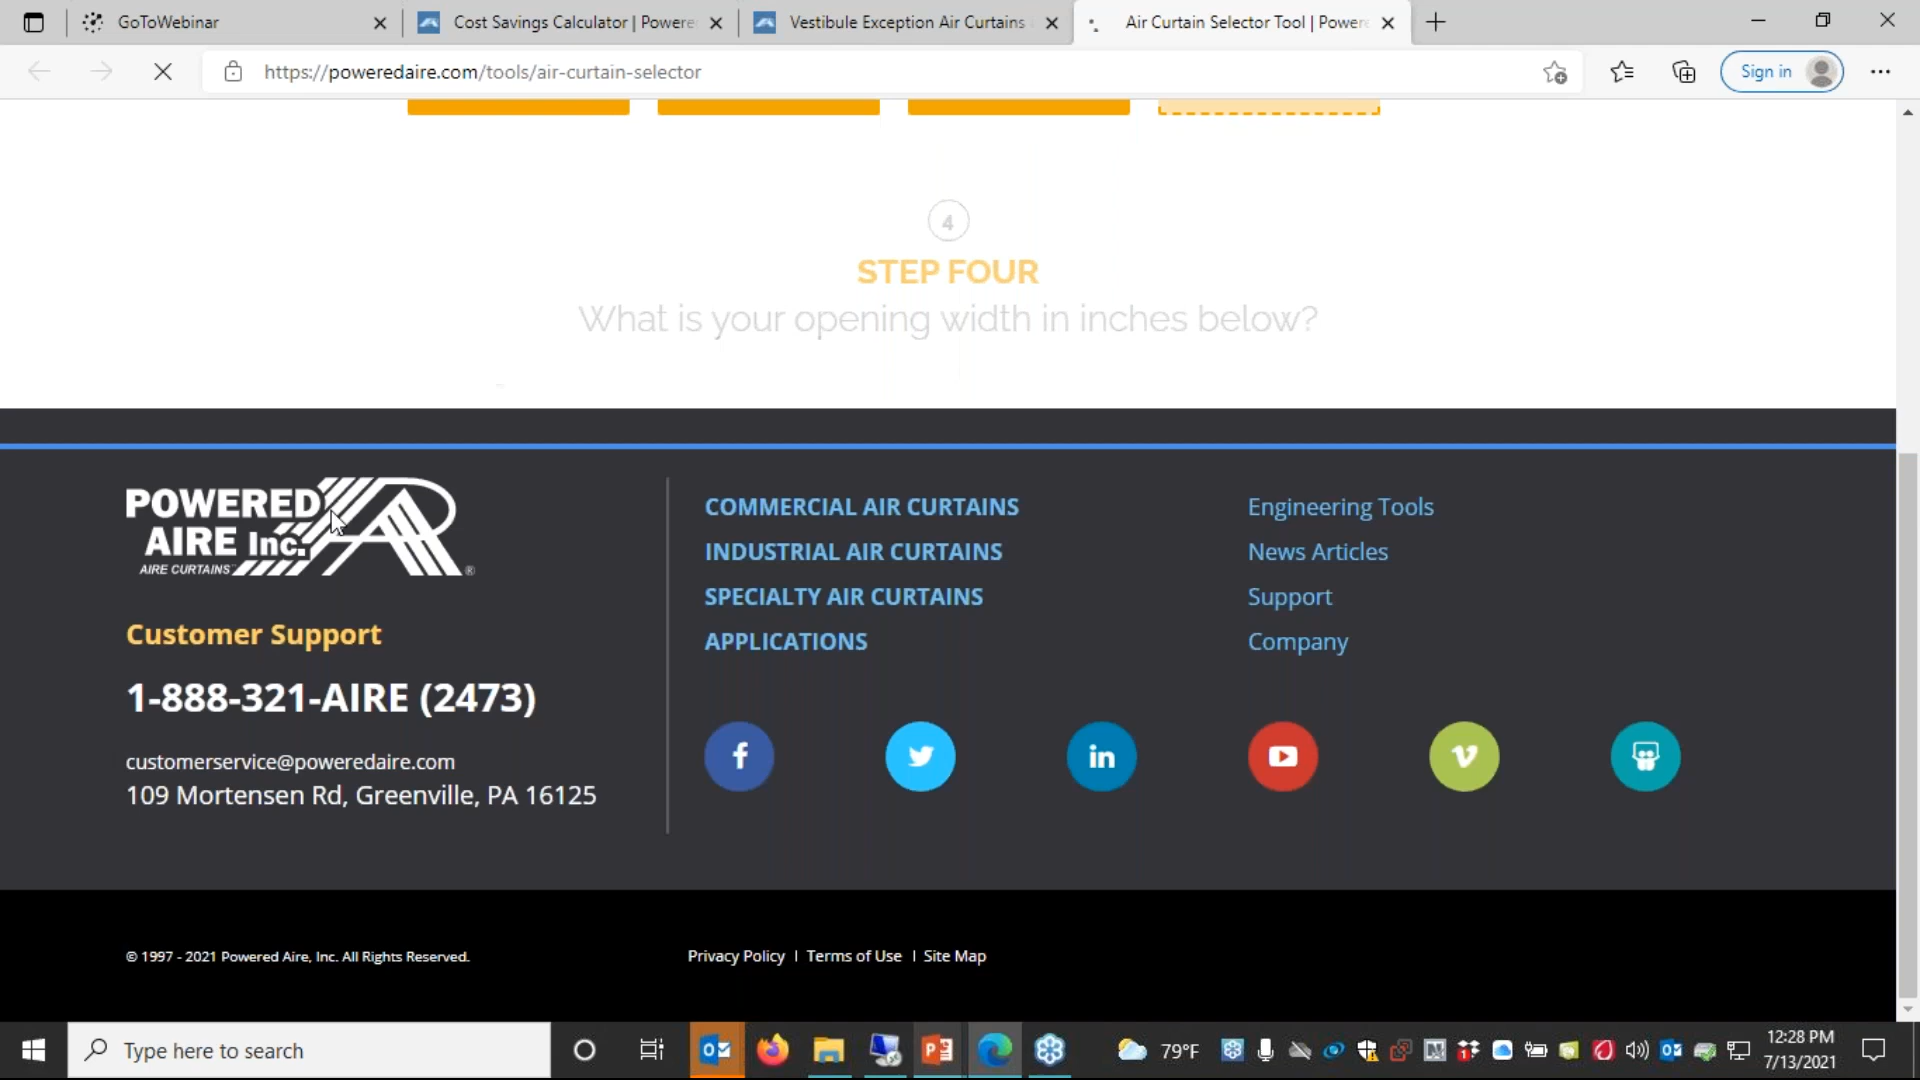 GoToWebinar
Cost Savings Calculator | Powere
Vestibule Exception Air Curtains
Air Curtain Selector Tool | Powere
https://poweredaire.com/tools/air-curtain-selector
Sign in
4
STEP FOUR
What is your opening width in inches below?
POWERED
AIRE Inc.
AIRE CURTAINS
®
Customer Support
1-888-321-AIRE (2473)
customerservice@poweredaire.com
109 Mortensen Rd, Greenville, PA 16125
COMMERCIAL AIR CURTAINS
INDUSTRIAL AIR CURTAINS
SPECIALTY AIR CURTAINS
APPLICATIONS
Engineering Tools
News Articles
Support
Company
© 1997 - 2021 Powered Aire, Inc. All Rights Reserved.
Privacy Policy | Terms of Use | Site Map
Type here to search
79°F
12:28 PM
7/13/2021